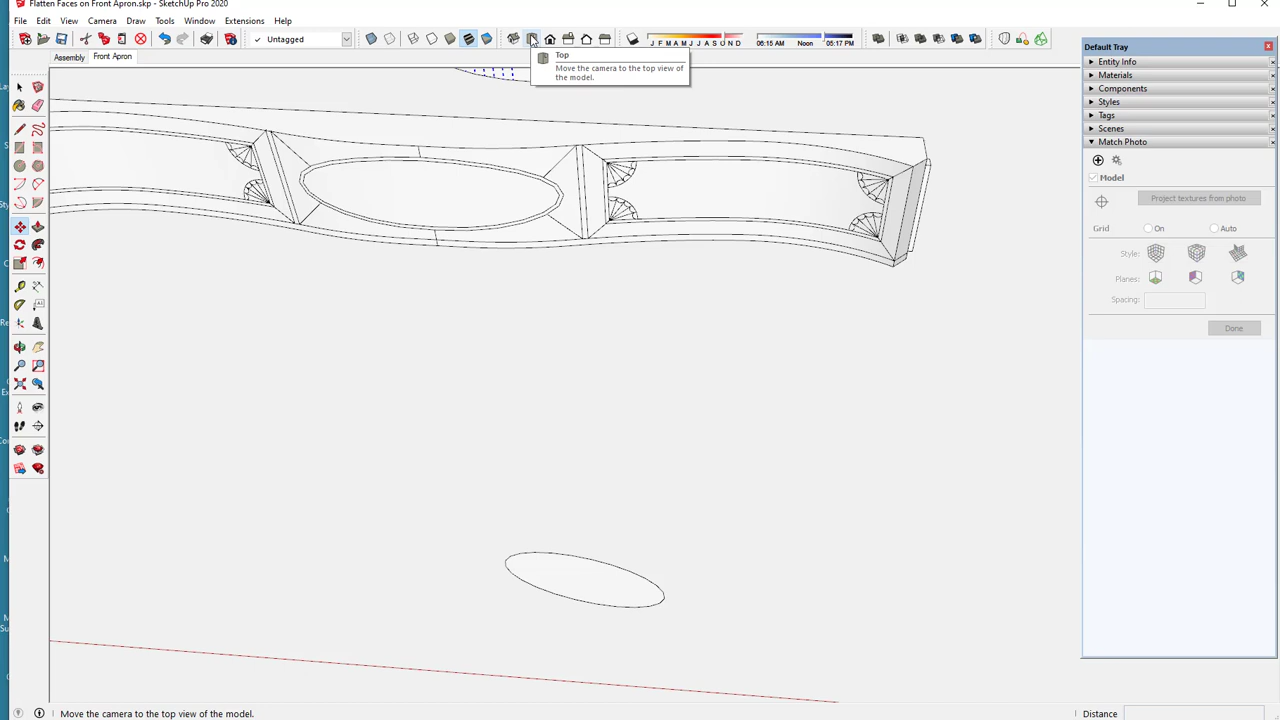 Flatten Faces on Front Apron.skp - SketchUp Pro 2020
File Edit View Camera Draw Tools Window Extensions Help
Untagged
J F M A M J J A S O N D
06:15 AM Noon 05:17 PM
Assembly Front Apron
Top
Move the camera to the top view of
the model.
Default Tray
Entity Info
Materials
Components
Styles
Tags
Scenes
Match Photo
Model
Project textures from photo
Grid On Auto
Style:
Planes:
Spacing:
Done
Move the camera to the top view of the model.
Distance